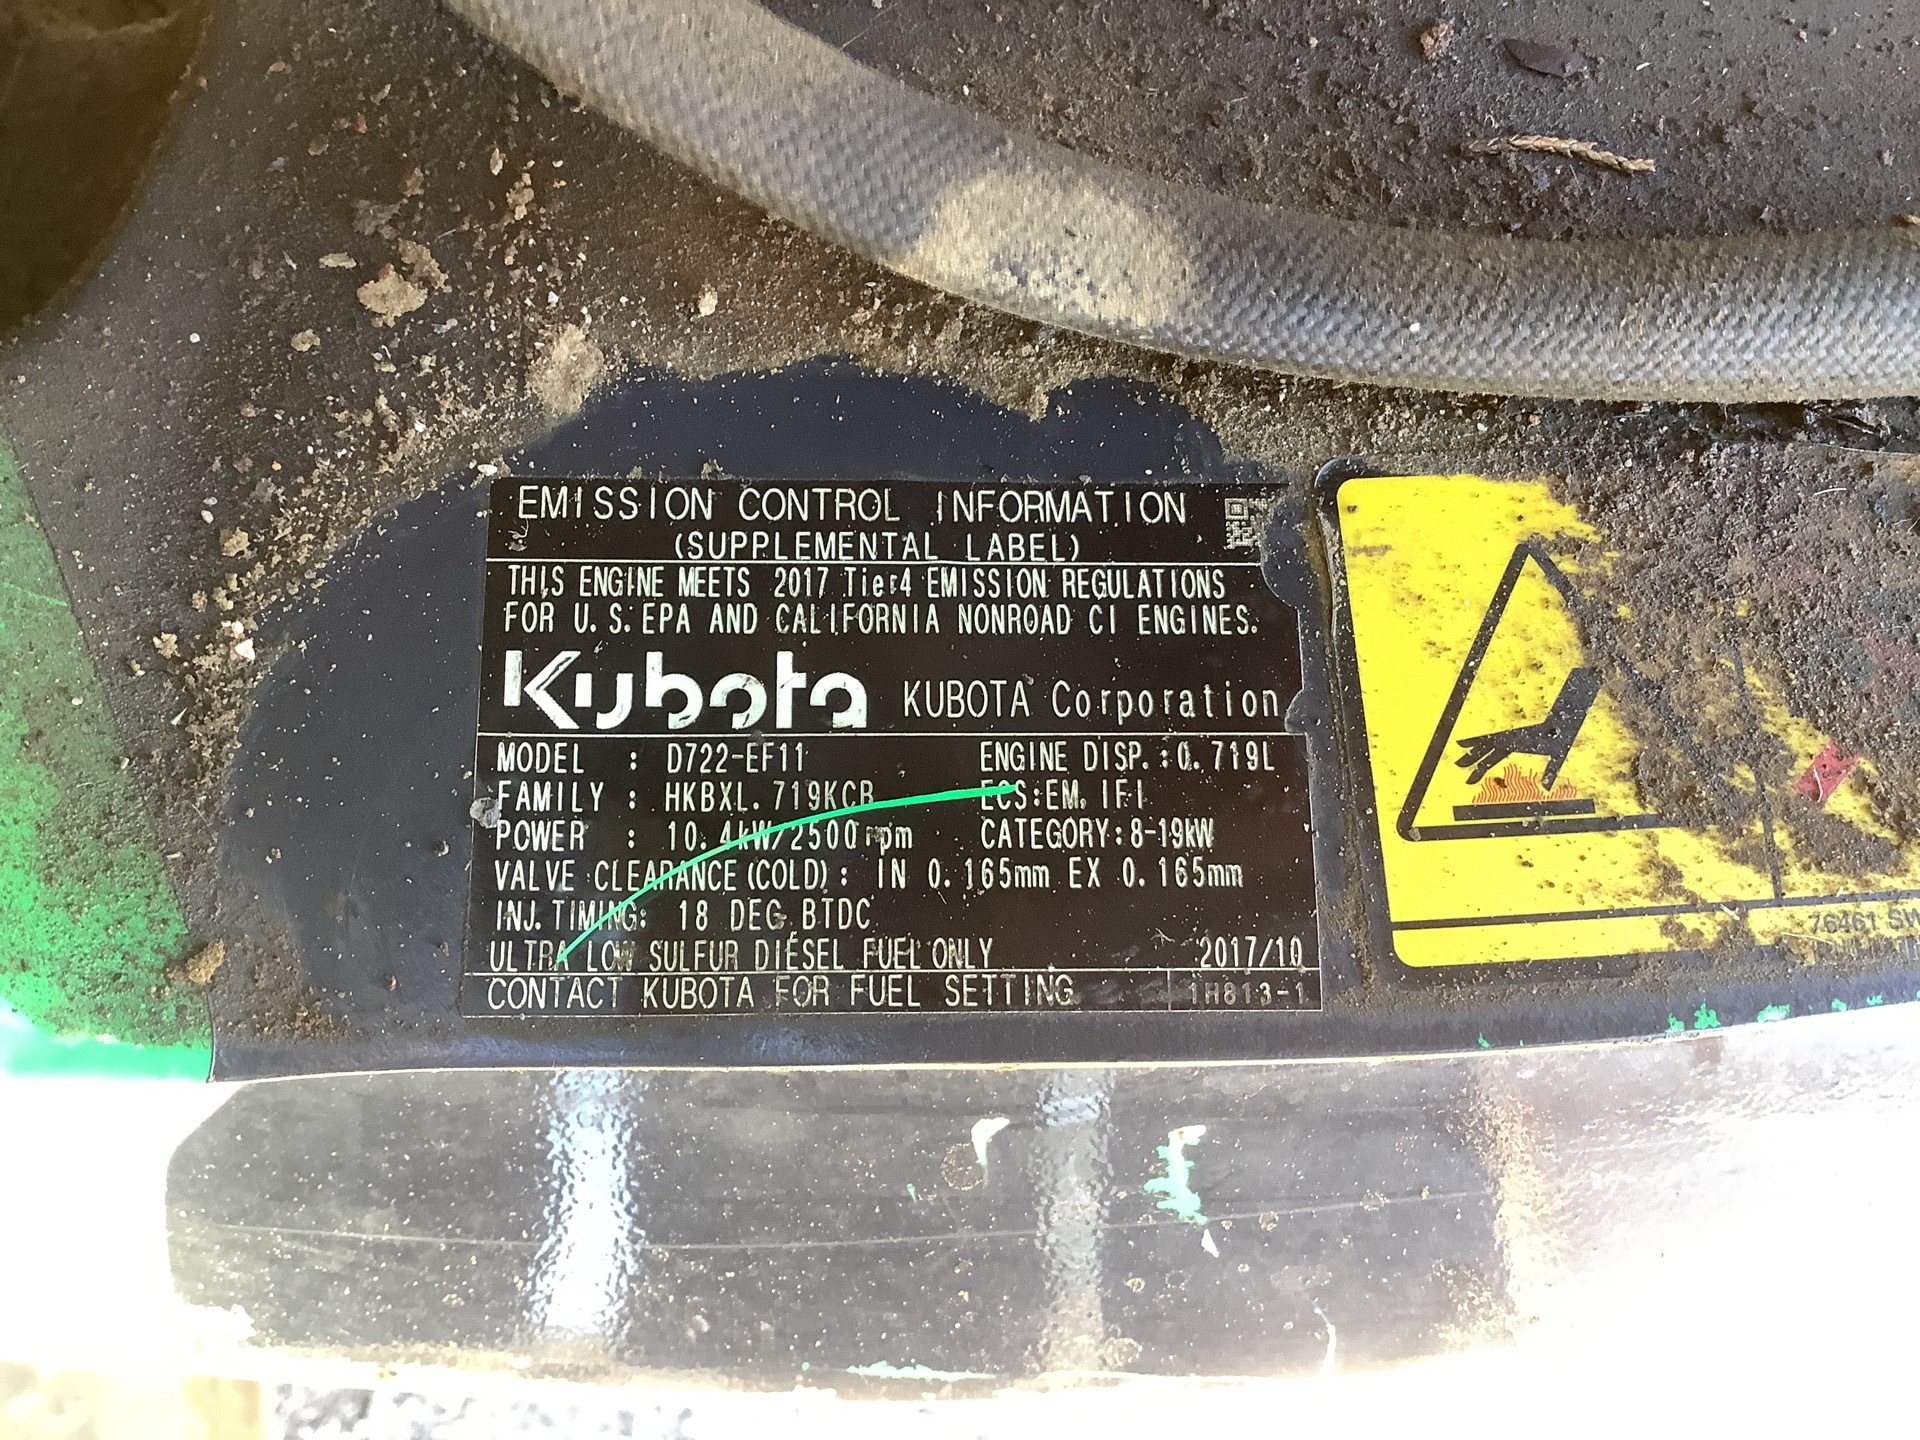 EMISSION CONTROL INFORMATION
(SUPPLEMENTAL LABEL)
THIS ENGINE MEETS 2017 Tier4 EMISSION REGULATIONS
FOR U.S.EPA AND CALIFORNIA NONROAD CI ENGINES.
Kubota KUBOTA Corporation
MODEL : D722-EF11 ENGINE DISP.:0.719L
FAMILY : HKBXL.719KCB ECS:EM, IFI
POWER : 10.4kW/2500rpm CATEGORY:8-19kW
VALVE CLEARANCE(COLD): IN 0.165mm EX 0.165mm
INJ.TIMING: 18 DEG BTDC
ULTRA LOW SULFUR DIESEL FUEL ONLY 2017/10
CONTACT KUBOTA FOR FUEL SETTING 1H813-1
76461 SW